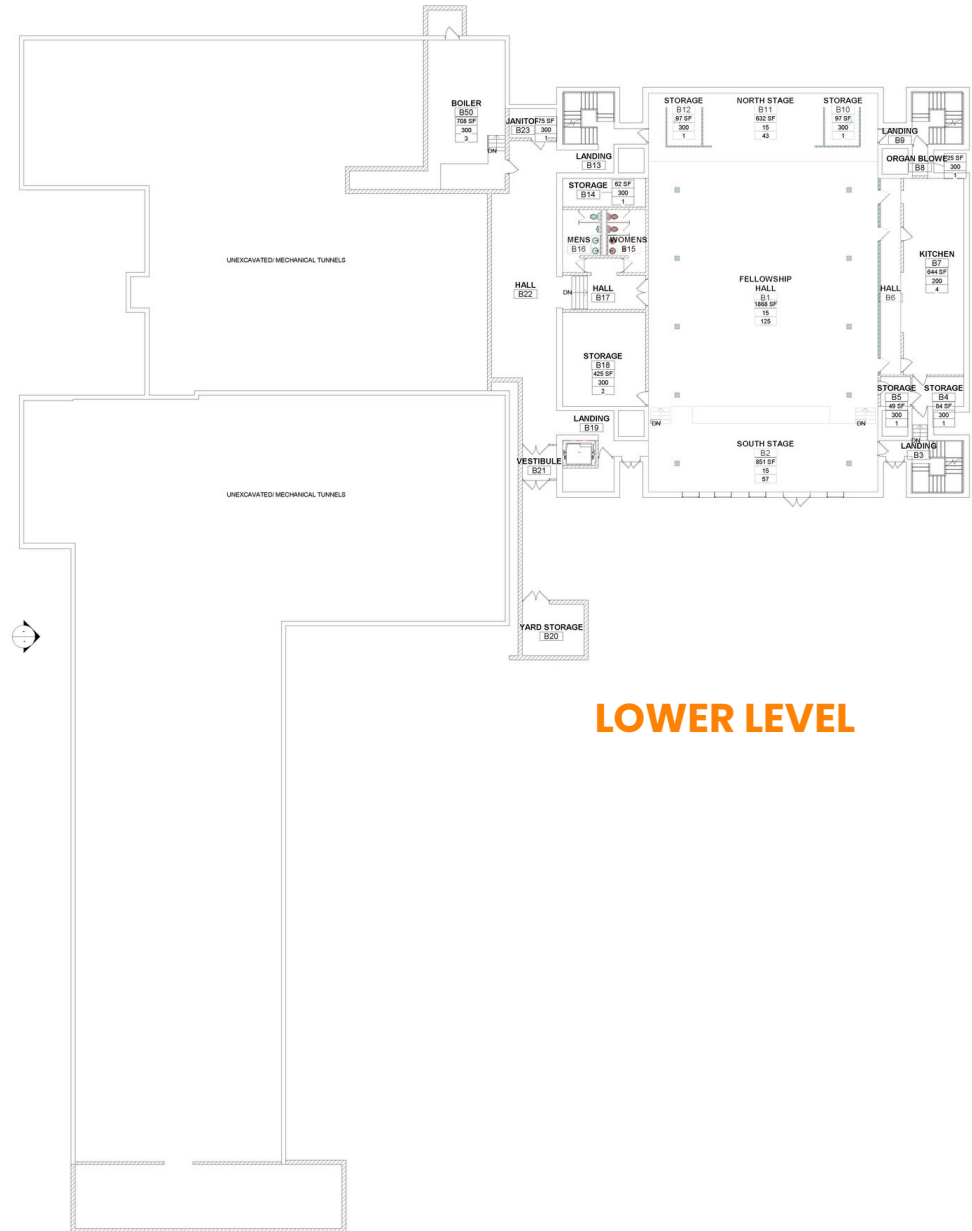 BOILER
B50
708 SF
300
3
DN
JANITOR
B23
75 SF
300
1
LANDING
B13
STORAGE
B12
97 SF
300
1
NORTH STAGE
B11
632 SF
15
43
STORAGE
B10
97 SF
300
1
LANDING
B9
ORGAN BLOWE
B8
25 SF
300
1
STORAGE
B14
62 SF
300
1
MENS
B16
WOMENS
B15
UNEXCAVATED/ MECHANICAL TUNNELS
HALL
B22
DN
HALL
B17
FELLOWSHIP
HALL
B1
1868 SF
15
125
HALL
B6
KITCHEN
B7
644 SF
200
4
STORAGE
B18
425 SF
300
2
STORAGE
B5
49 SF
300
1
STORAGE
B4
84 SF
300
1
LANDING
B19
DN
DN
DN
SOUTH STAGE
B2
851 SF
15
57
LANDING
B3
VESTIBULE
B21
UNEXCAVATED/ MECHANICAL TUNNELS
YARD STORAGE
B20
LOWER LEVEL